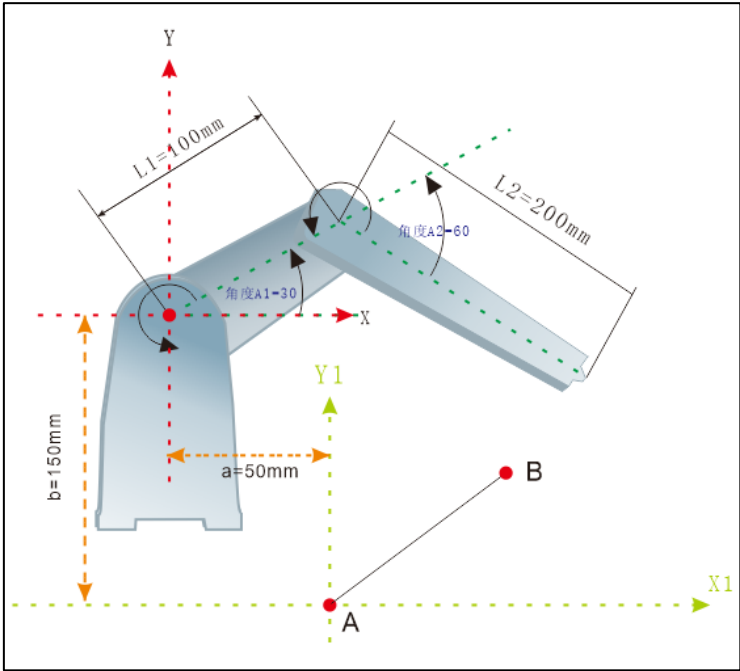 Y
L1=100mm
L2=200mm
角度A2-60
角度A1-30
X
Y1
b=150mm
a=50mm
B
X1
A